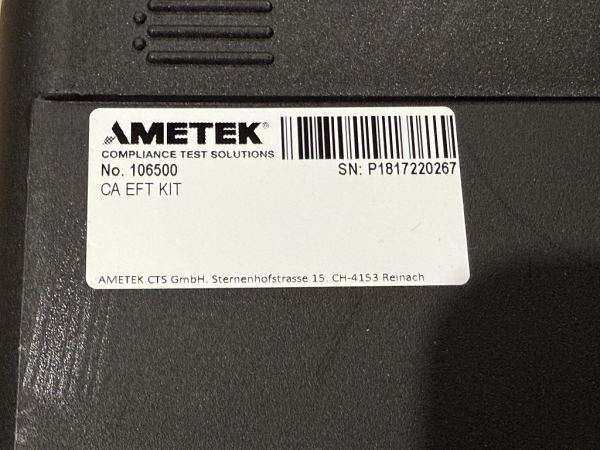 AMETEK®
COMPLIANCE TEST SOLUTIONS
No. 106500
SN: P1817220267
CA EFT KIT
AMETEK CTS GmbH. Sternenhofstrasse 15. CH-4153 Reinach